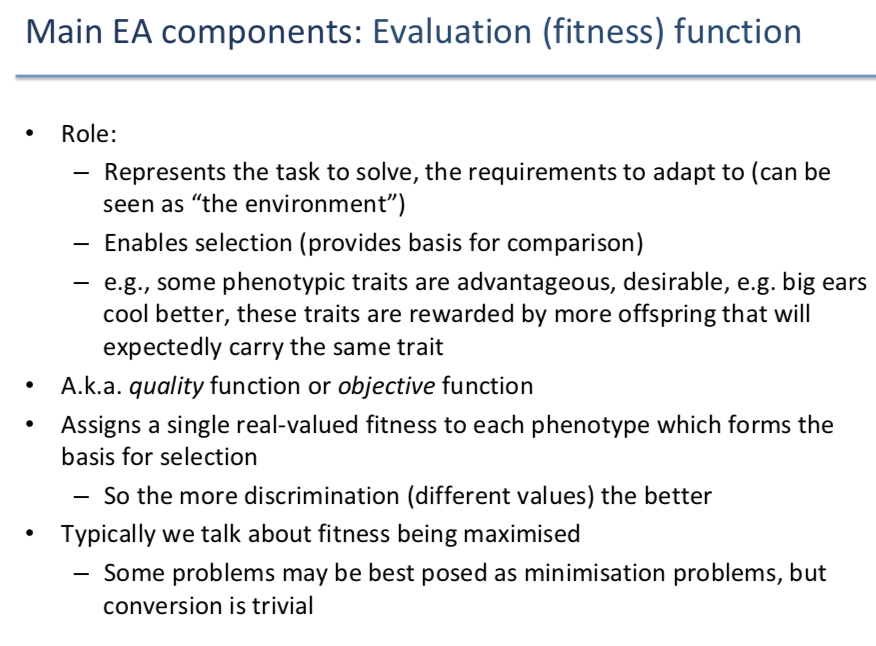 Main EA components: Evaluation (fitness) function
• Role:
– Represents the task to solve, the requirements to adapt to (can be
seen as “the environment”)
– Enables selection (provides basis for comparison)
– e.g., some phenotypic traits are advantageous, desirable, e.g. big ears
cool better, these traits are rewarded by more offspring that will
expectedly carry the same trait
• A.k.a. quality function or objective function
• Assigns a single real-valued fitness to each phenotype which forms the
basis for selection
– So the more discrimination (different values) the better
• Typically we talk about fitness being maximised
– Some problems may be best posed as minimisation problems, but
conversion is trivial